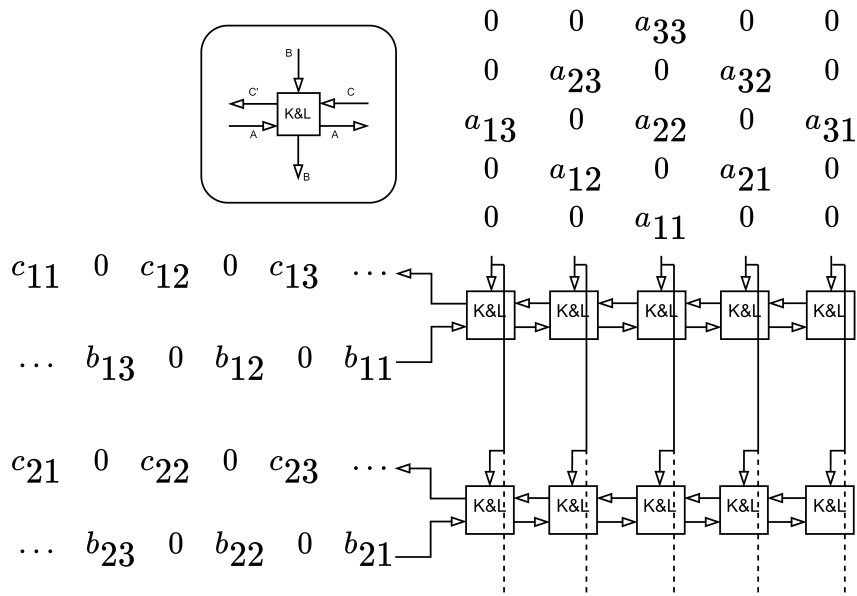 0 0 a33 0 0
B
0 a23 0 a32 0
C' C
K&L
A A
a13 0 a22 0 a31
B
0 a12 0 a21 0
0 0 a11 0 0
c11 0 c12 0 c13 ...
K&L K&L K&L K&L K&L
... b13 0 b12 0 b11
c21 0 c22 0 c23 ...
K&L K&L K&L K&L K&L
... b23 0 b22 0 b21